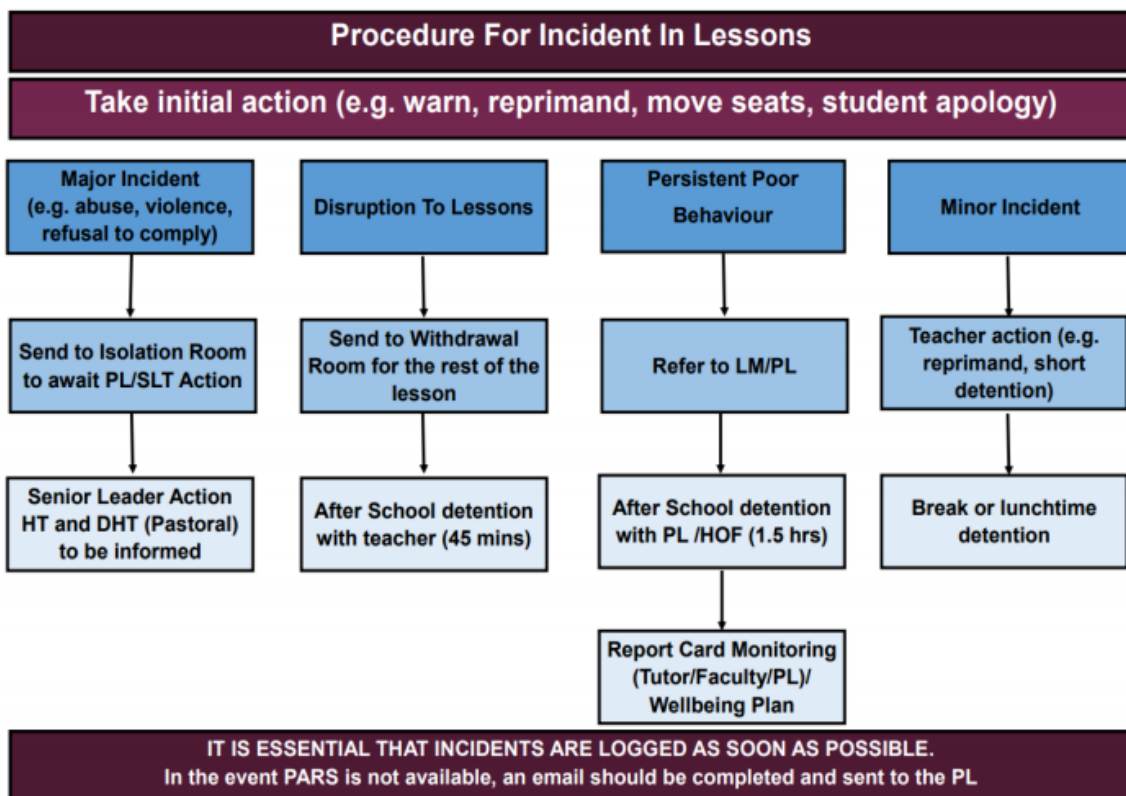 Procedure For Incident In Lessons
Take initial action (e.g. warn, reprimand, move seats, student apology)
Major Incident
(e.g. abuse, violence,
refusal to comply)
Send to Isolation Room
to await PL/SLT Action
Senior Leader Action
HT and DHT (Pastoral)
to be informed
Disruption To Lessons
Send to Withdrawal
Room for the rest of the
lesson
After School detention
with teacher (45 mins)
Persistent Poor
Behaviour
Refer to LM/PL
After School detention
with PL /HOF (1.5 hrs)
Report Card Monitoring
(Tutor/Faculty/PL)/
Wellbeing Plan
Minor Incident
Teacher action (e.g.
reprimand, short
detention)
Break or lunchtime
detention
IT IS ESSENTIAL THAT INCIDENTS ARE LOGGED AS SOON AS POSSIBLE.
In the event PARS is not available, an email should be completed and sent to the PL